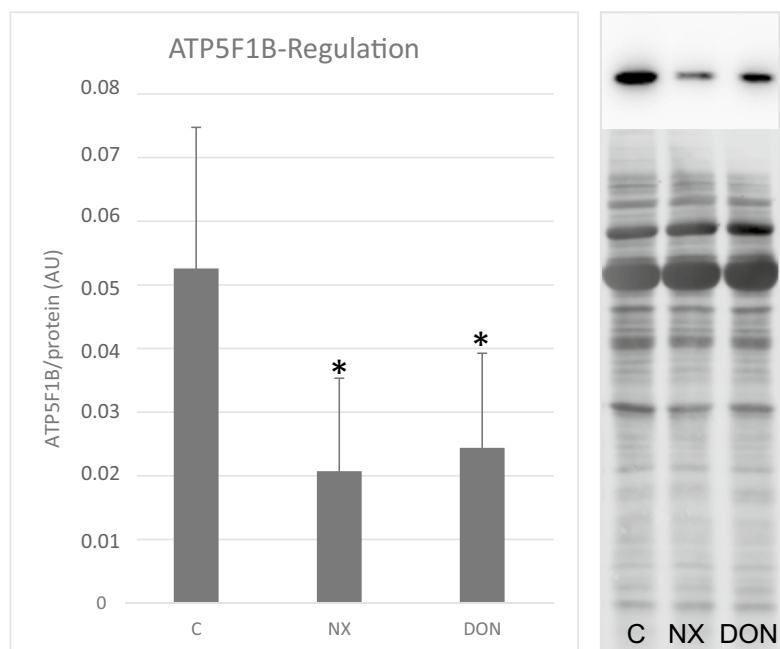 ATP5F1B-Regulation
ATP5F1B/protein (AU)
0.08
0.07
0.06
0.05
0.04
0.03
0.02
0.01
0
*
*
C NX DON
C NX DON